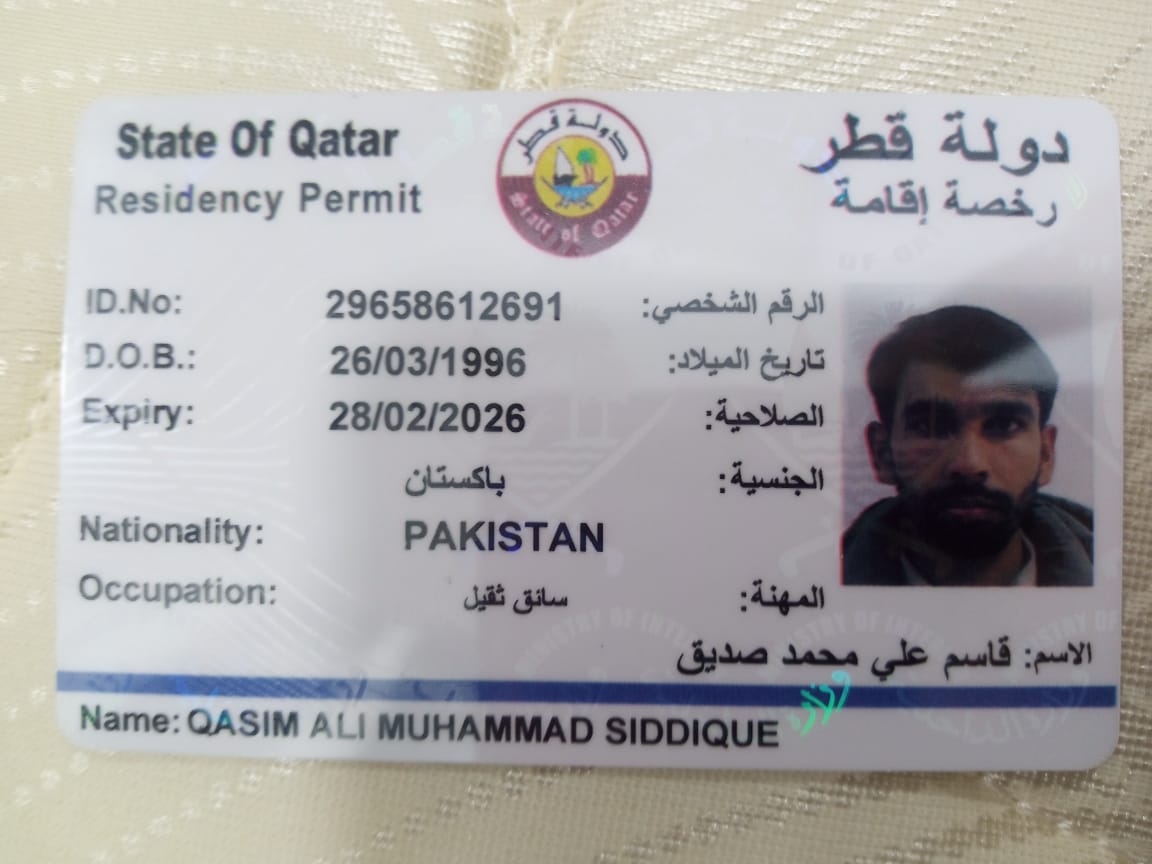 State Of Qatar
دولة قطر
Residency Permit
رخصة إقامة
دولة قطر
State of Qatar
ID.No: 29658612691 الرقم الشخصي:
D.O.B.: 26/03/1996 تاريخ الميلاد:
Expiry: 28/02/2026 الصلاحية:
باكستان الجنسية:
Nationality: PAKISTAN
Occupation: سائق ثقيل المهنة:
الاسم: قاسم علي محمد صديق
Name: QASIM ALI MUHAMMAD SIDDIQUE